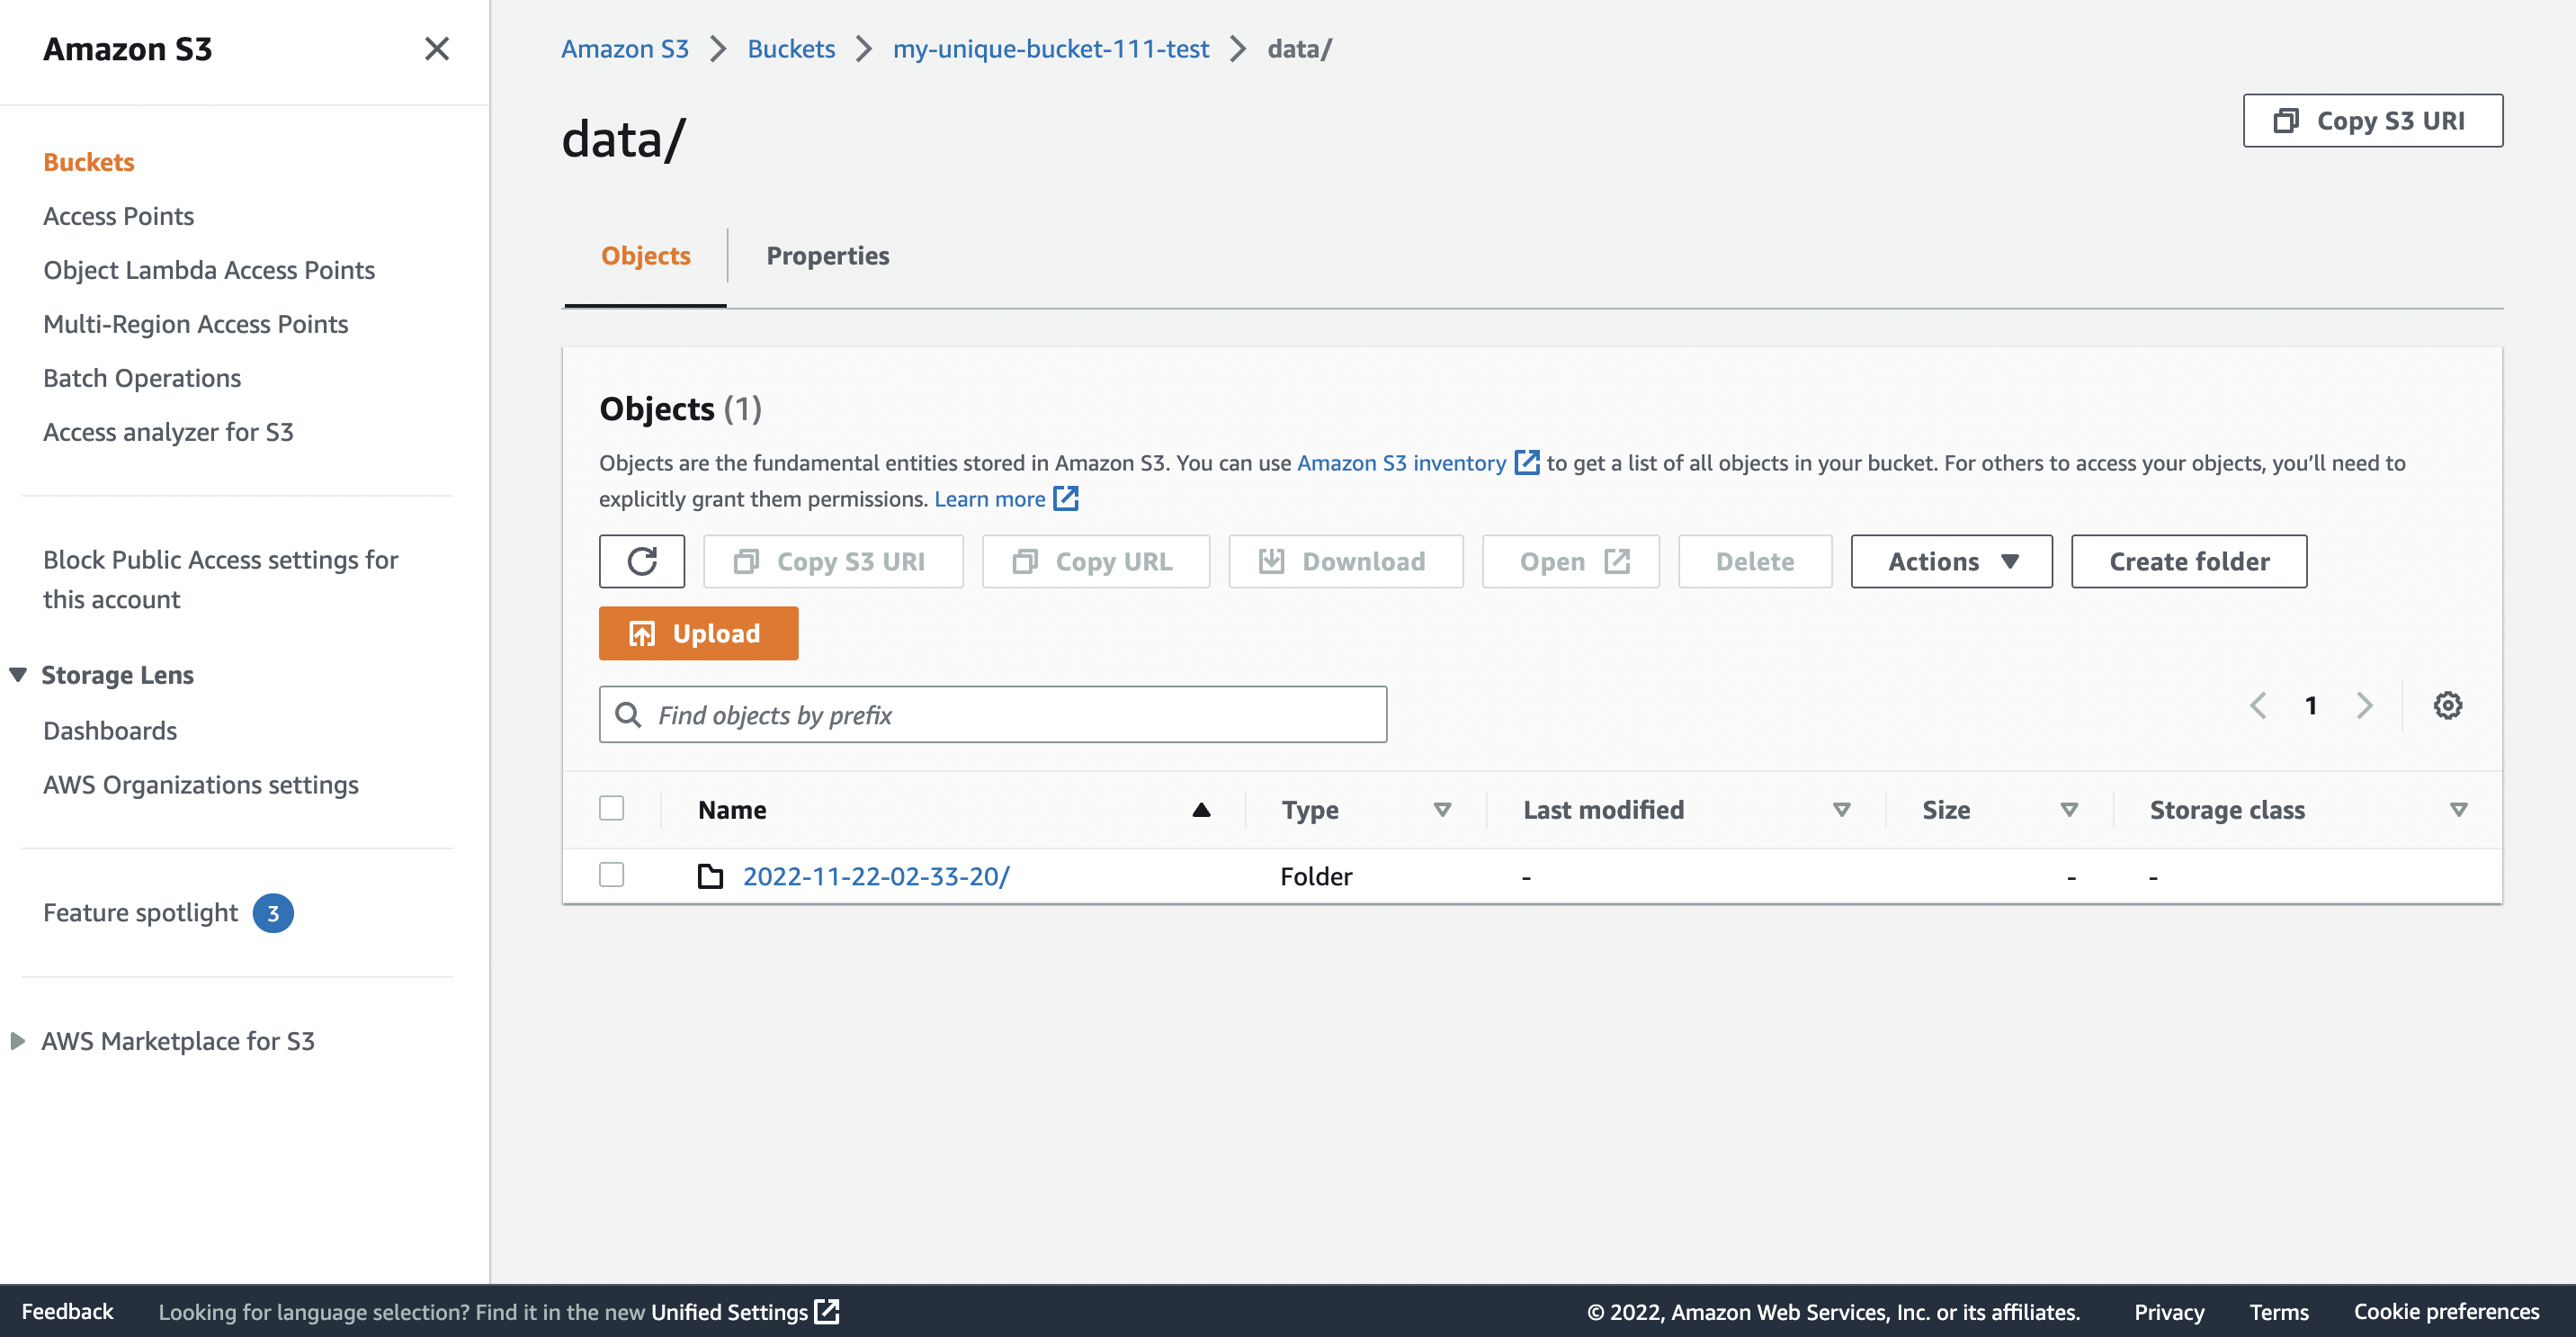 Amazon S3
Buckets
Access Points
Object Lambda Access Points
Multi-Region Access Points
Batch Operations
Access analyzer for S3
Block Public Access settings for
this account
Storage Lens
Dashboards
AWS Organizations settings
Feature spotlight 3
AWS Marketplace for S3
Amazon S3 Buckets my-unique-bucket-111-test data/
data/
Copy S3 URI
Objects Properties
Objects (1)
Objects are the fundamental entities stored in Amazon S3. You can use Amazon S3 inventory to get a list of all objects in your bucket. For others to access your objects, you’ll need to
explicitly grant them permissions. Learn more
Copy S3 URI Copy URL Download Open Delete Actions Create folder
Upload
Find objects by prefix 1
Name Type Last modified Size Storage class
2022-11-22-02-33-20/ Folder - - -
Feedback Looking for language selection? Find it in the new Unified Settings © 2022, Amazon Web Services, Inc. or its affiliates. Privacy Terms Cookie preferences